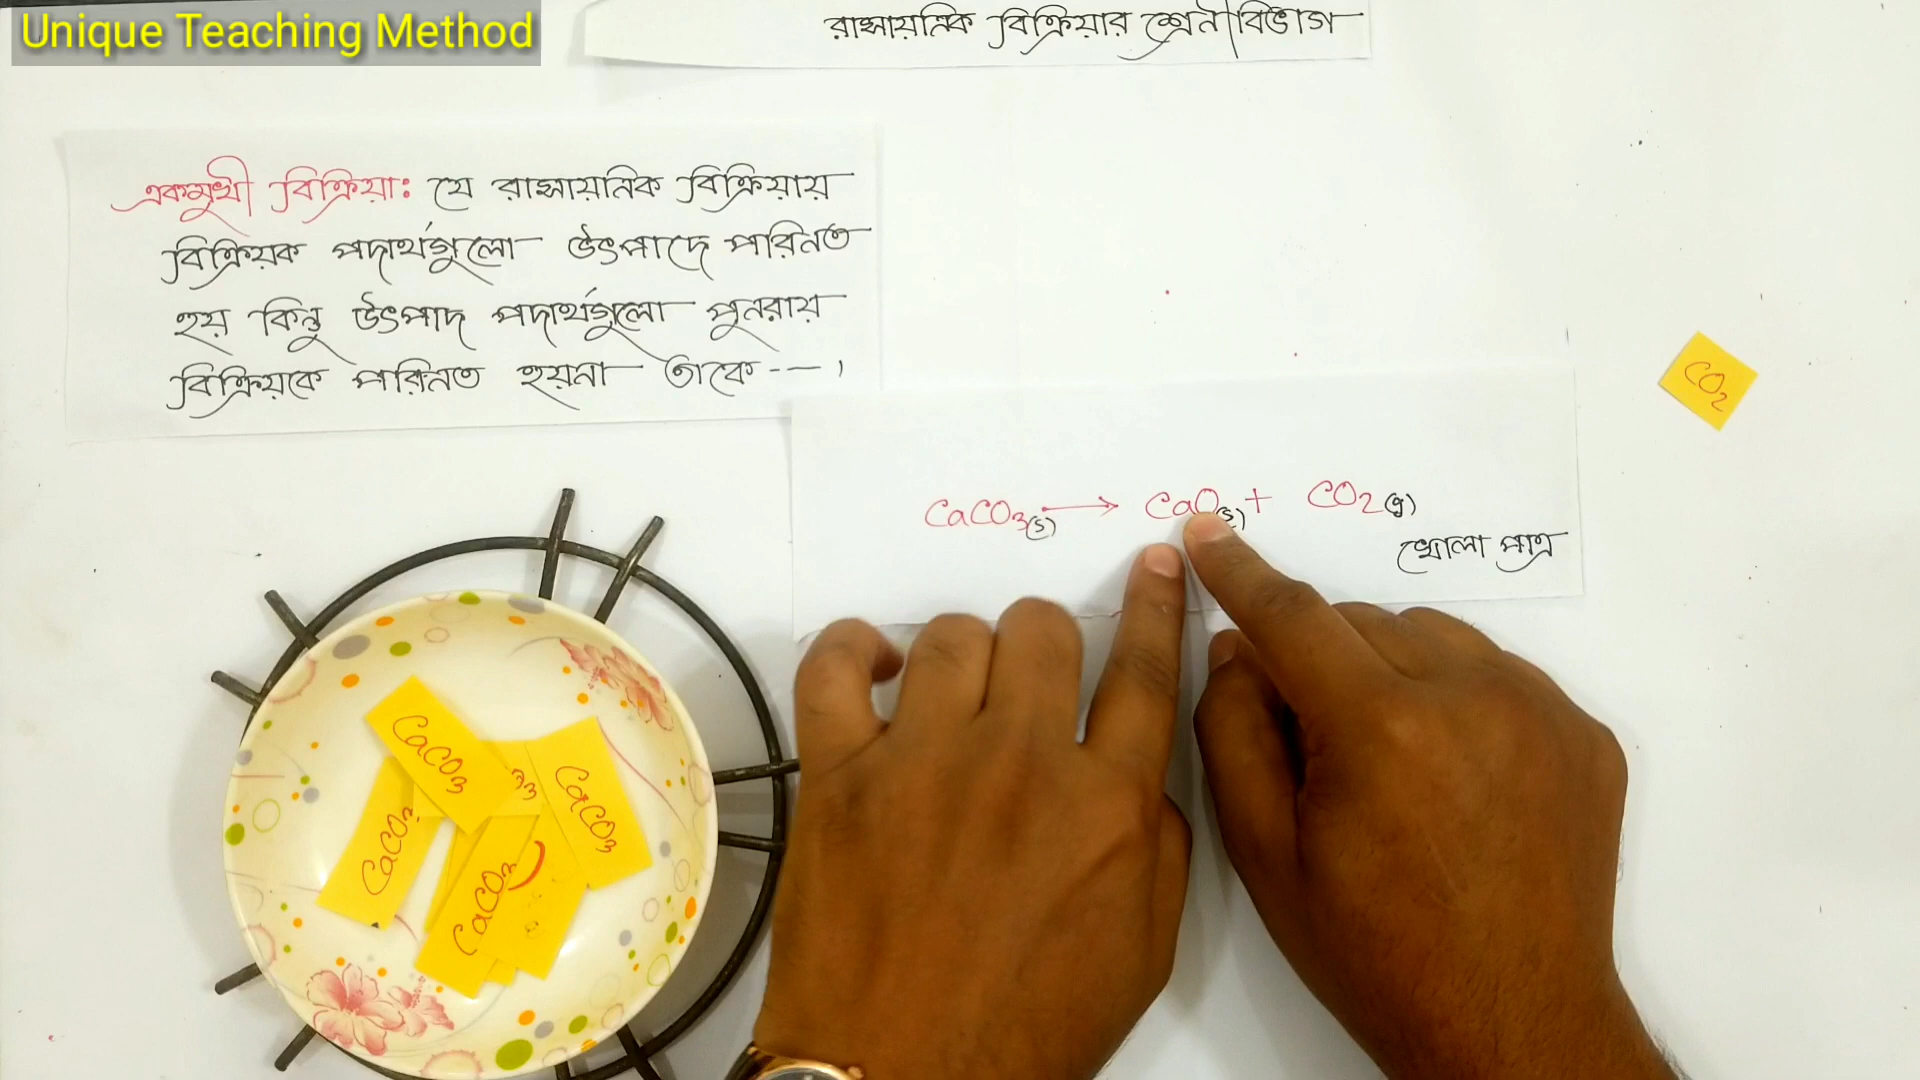 Unique Teaching Method
রাসায়নিক বিক্রিয়ার শ্রেনীবিভাগ
একমুখী বিক্রিয়াঃ যে রাসায়নিক বিক্রিয়ায়
বিক্রিয়ক পদার্থগুলো উৎপাদে পরিনত
হয় কিন্তু উৎপাদ পদার্থগুলো পুনরায়
বিক্রিয়কে পরিনত হয়না তাকে---।
CO2
CaCO3(s) ⟶ CaO(s) + CO2(g)
খোলা পাত্র
CaCO3
CaCO3
CaCO3
CaCO3